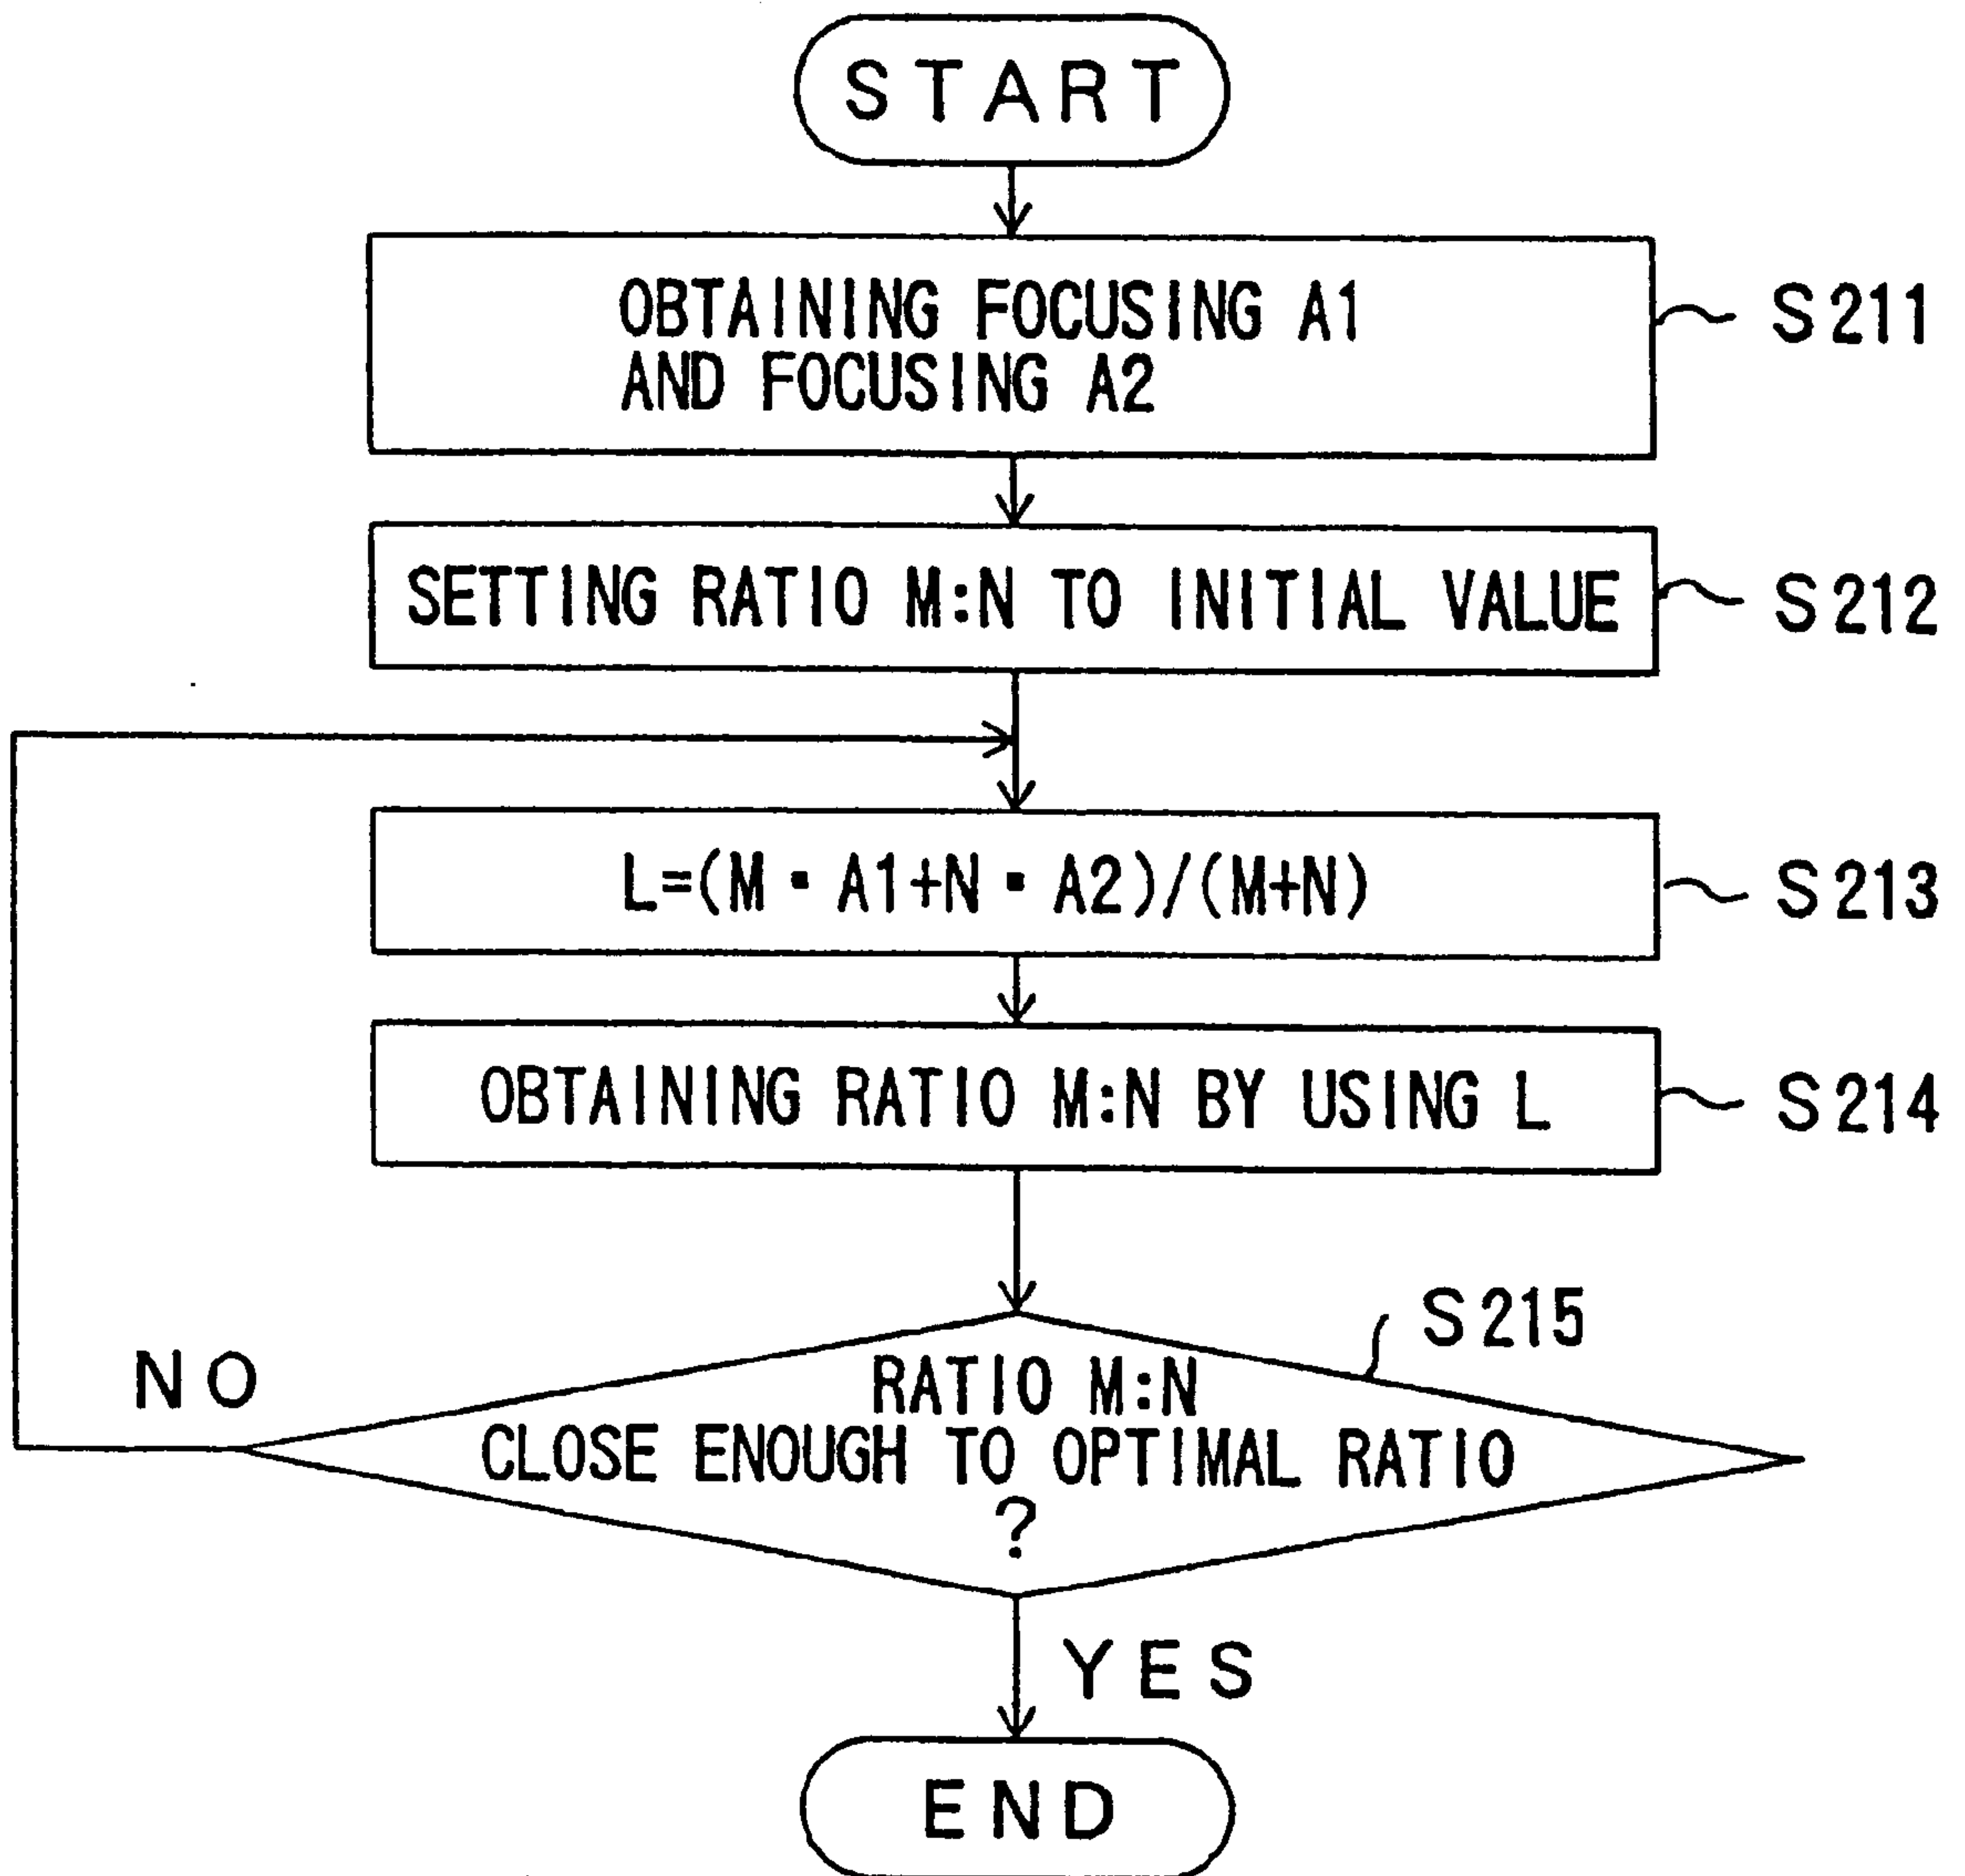 START
OBTAINING FOCUSING A1
AND FOCUSING A2
S211
SETTING RATIO M:N TO INITIAL VALUE
S212
L=(M▪A1+N▪A2)/(M+N)
S213
OBTAINING RATIO M:N BY USING L
S214
S215
RATIO M:N
CLOSE ENOUGH TO OPTIMAL RATIO
?
NO
YES
END